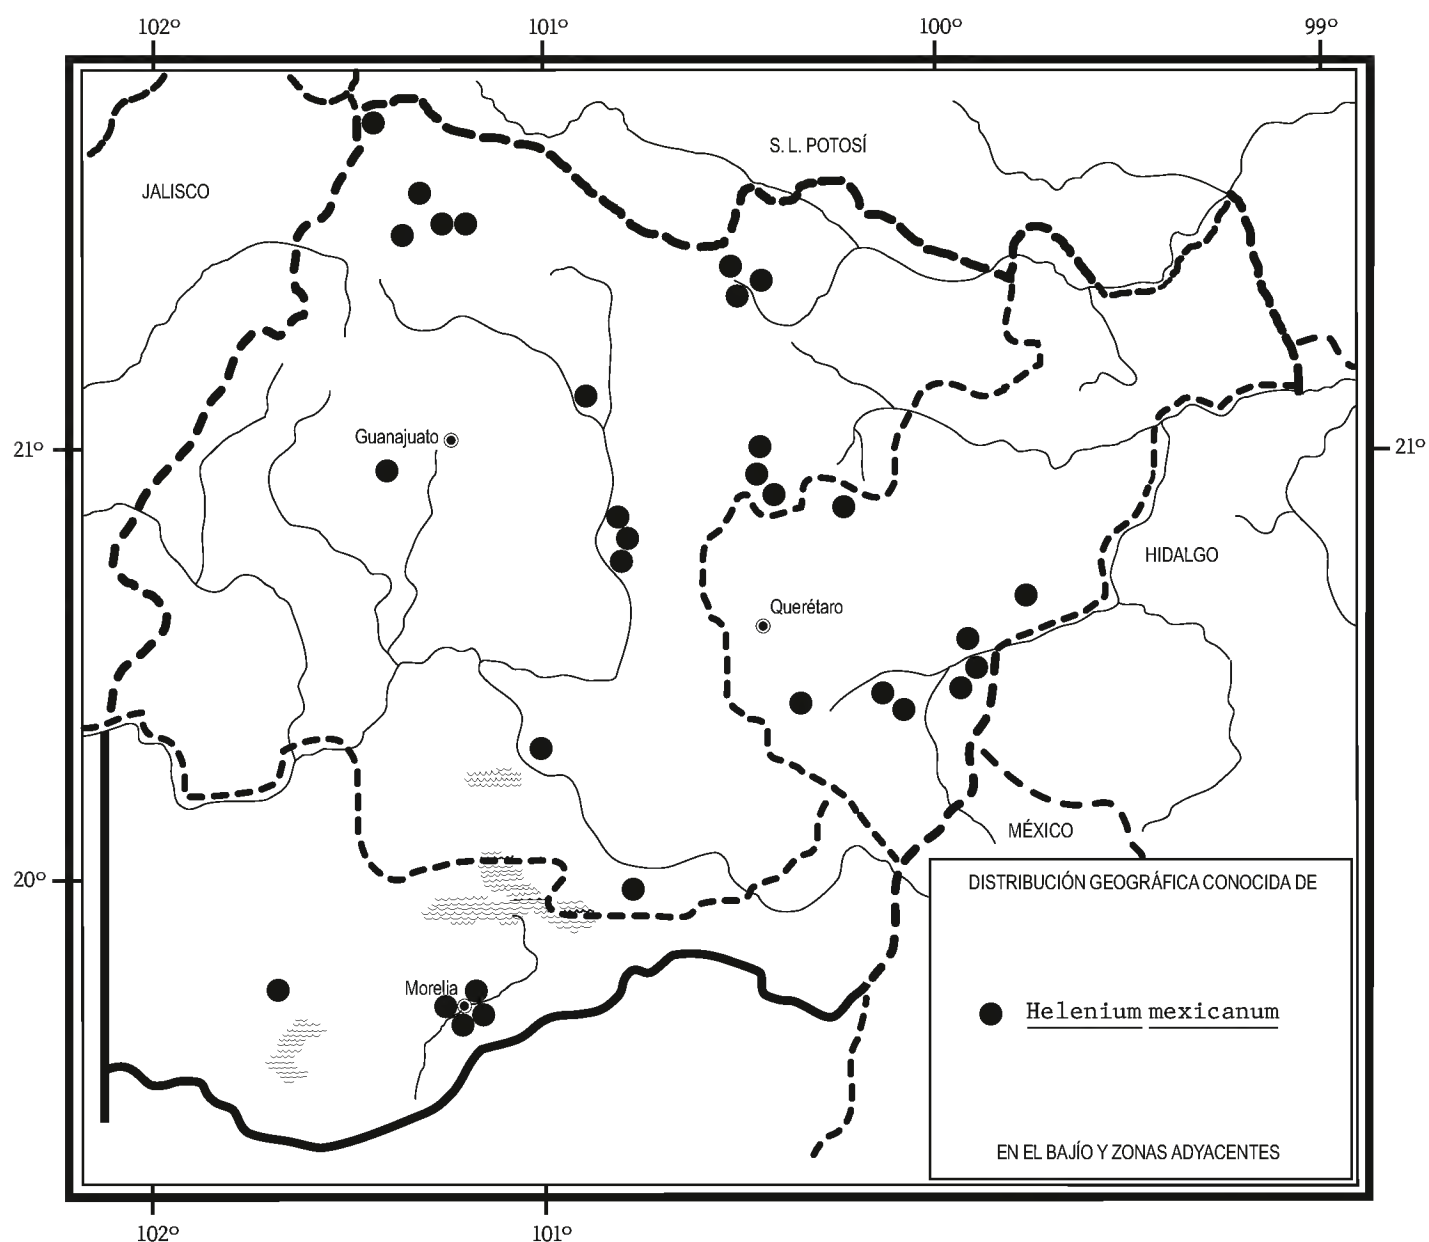 102º 101º 100º 99º
S. L. POTOSÍ
JALISCO
Guanajuato
21º 21º
HIDALGO
Querétaro
MÉXICO
20º
DISTRIBUCIÓN GEOGRÁFICA CONOCIDA DE
Morelia
Helenium mexicanum
EN EL BAJÍO Y ZONAS ADYACENTES
102º 101º